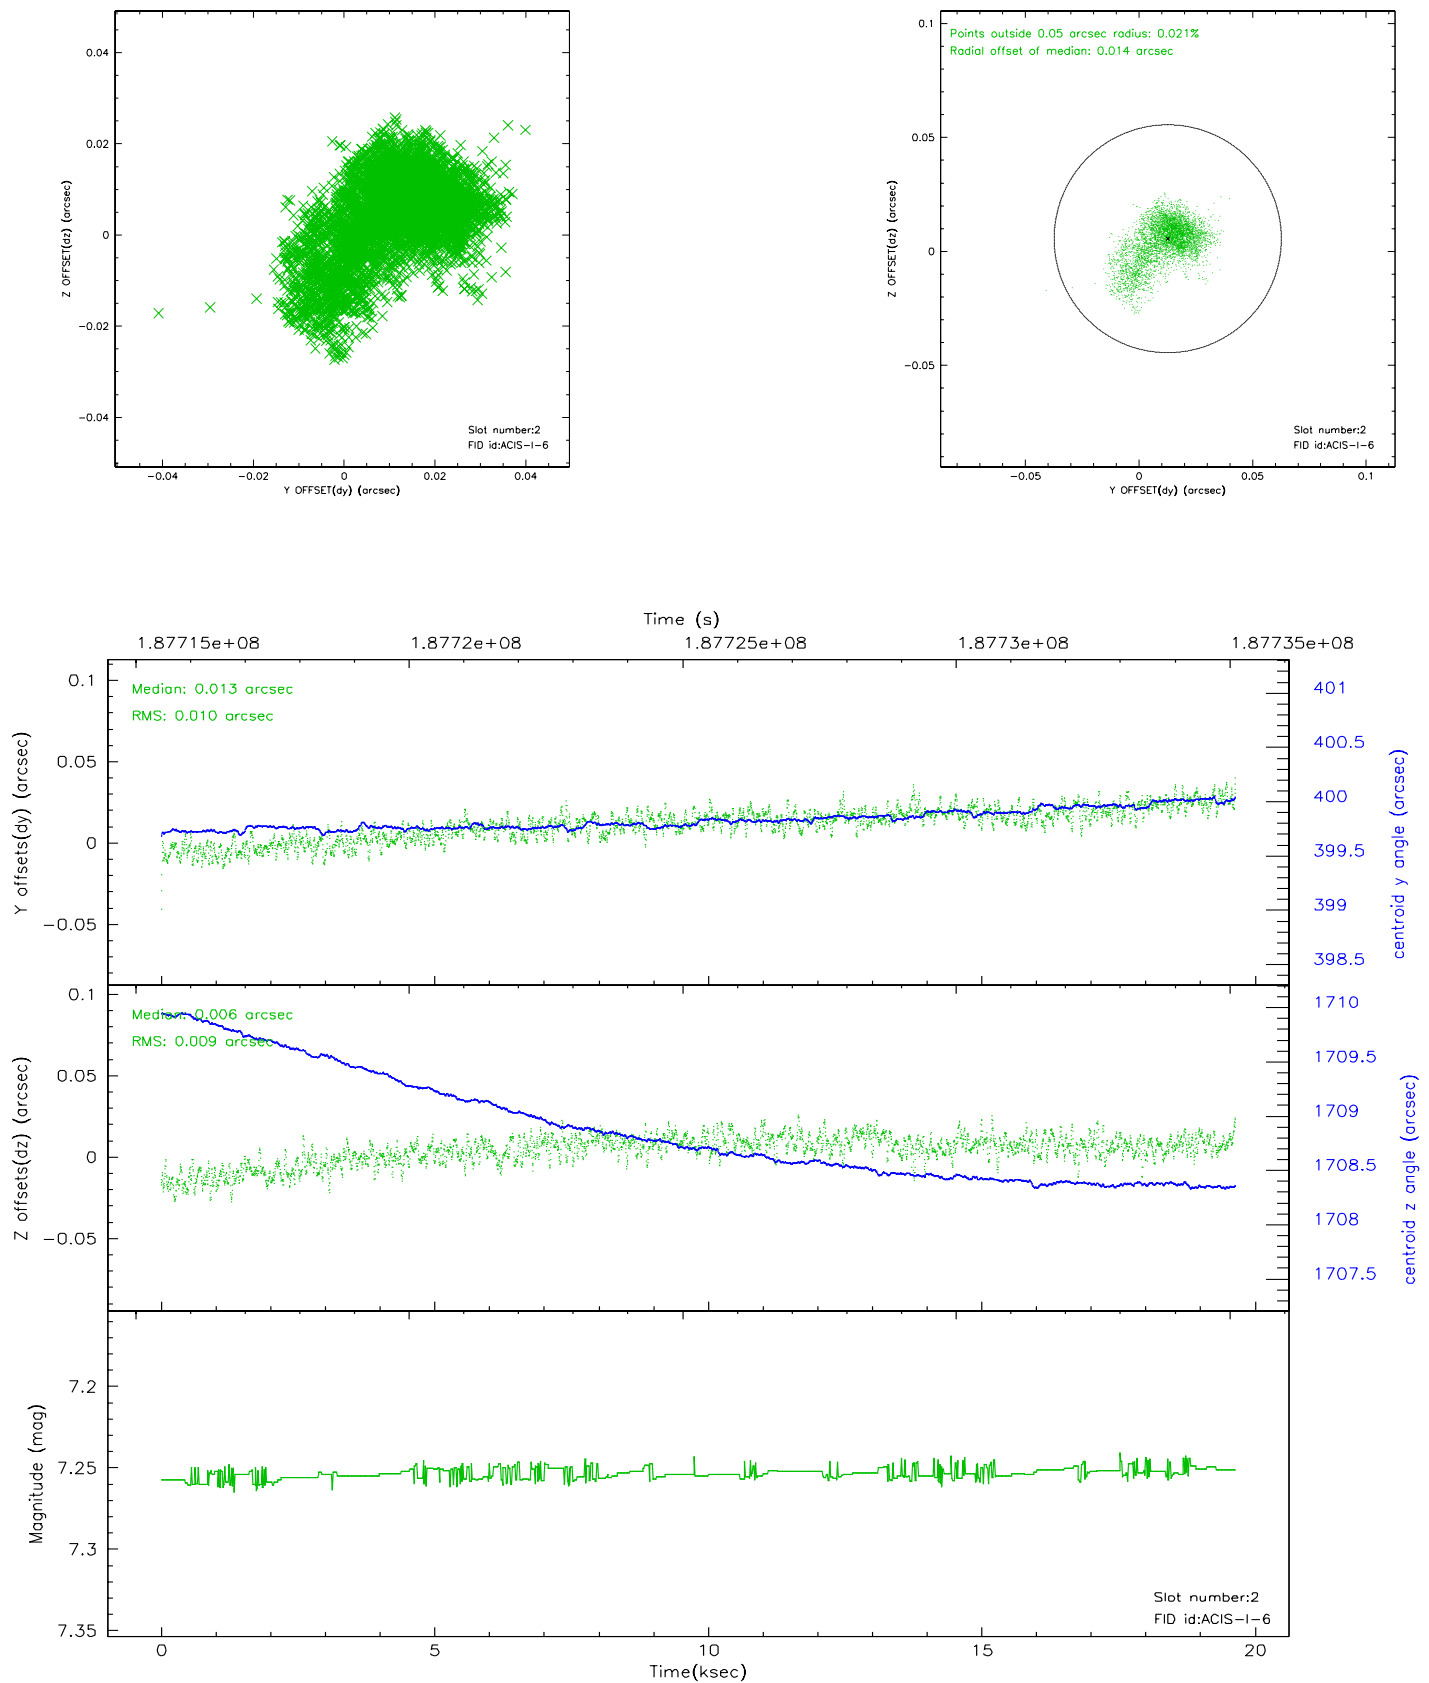 0.04
0.02
0
−0.02
−0.04
Z OFFSET(dz) (arcsec)
Slot number:2
FID id:ACIS−I−6
−0.04 −0.02 0 0.02 0.04
Y OFFSET(dy) (arcsec)
Points outside 0.05 arcsec radius: 0.021%
Radial offset of median: 0.014 arcsec
0.1
0.05
0
−0.05
Z OFFSET(dz) (arcsec)
Slot number:2
FID id:ACIS−I−6
−0.05 0 0.05 0.1
Y OFFSET(dy) (arcsec)
Time (s)
1.87715e+08 1.8772e+08 1.87725e+08 1.8773e+08 1.87735e+08
Median: 0.013 arcsec
RMS: 0.010 arcsec
0.1
0.05
0
−0.05
Y offsets(dy) (arcsec)
401
400.5
400
399.5
399
398.5
centroid y angle (arcsec)
Median: 0.006 arcsec
RMS: 0.009 arcsec
0.1
0.05
0
−0.05
Z offsets(dz) (arcsec)
1710
1709.5
1709
1708.5
1708
1707.5
centroid z angle (arcsec)
7.2
7.25
7.3
7.35
Magnitude (mag)
Slot number:2
FID id:ACIS−I−6
0 5 10 15 20
Time(ksec)